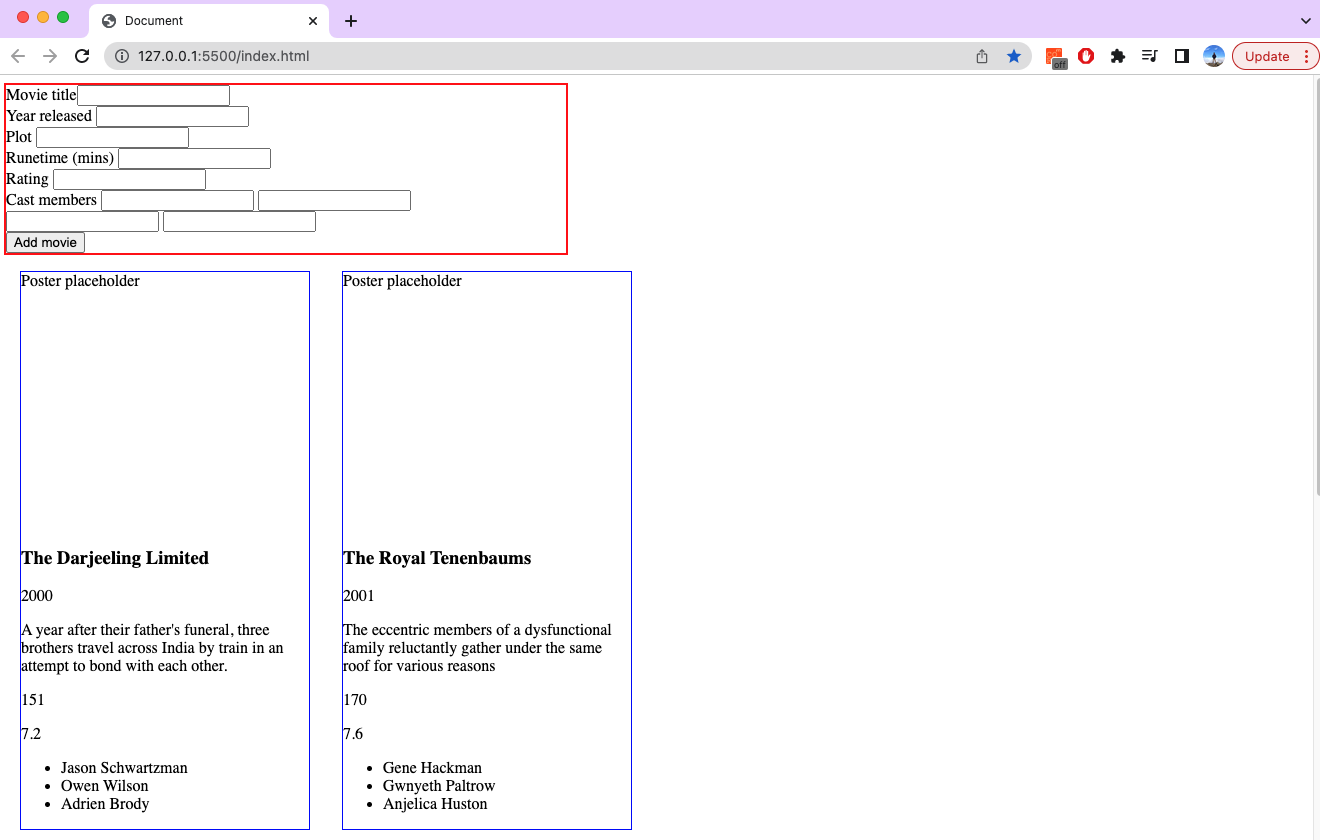 Document
127.0.0.1:5500/index.html
off
Update
Movie title
Year released
Plot
Runetime (mins)
Rating
Cast members
Add movie
Poster placeholder
The Darjeeling Limited
2000
A year after their father's funeral, three
brothers travel across India by train in an
attempt to bond with each other.
151
7.2
Jason Schwartzman
Owen Wilson
Adrien Brody
Poster placeholder
The Royal Tenenbaums
2001
The eccentric members of a dysfunctional
family reluctantly gather under the same
roof for various reasons
170
7.6
Gene Hackman
Gwnyeth Paltrow
Anjelica Huston